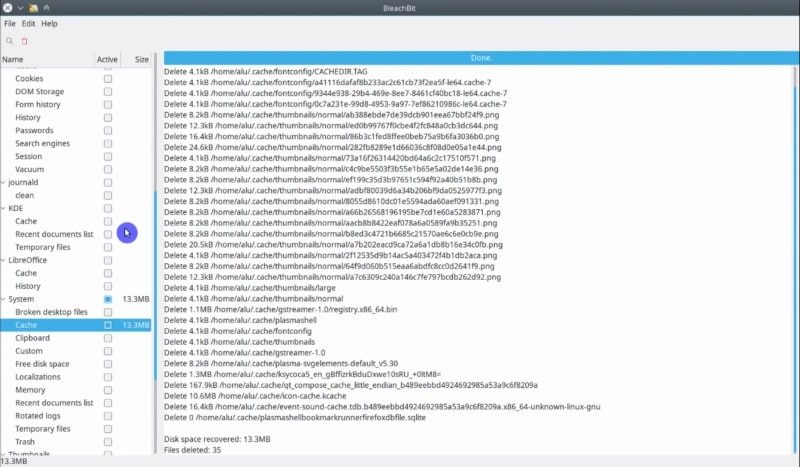 BleachBit
File Edit Help
Name Active Size
Cookies
DOM Storage
Form history
History
Passwords
Search engines
Session
Vacuum
journald
clean
KDE
Cache
Recent documents list
Temporary files
LibreOffice
Cache
History
System 13.3MB
Broken desktop files
Cache 13.3MB
Clipboard
Custom
Free disk space
Localizations
Memory
Recent documents list
Rotated logs
Temporary files
Trash
Thumbnails
13.3MB
Done.
Delete 4.1kB /home/alu/.cache/fontconfig/CACHEDIR.TAG
Delete 4.1kB /home/alu/.cache/fontconfig/a41116dafaf8b233ac2c61cb73f2ea5f-le64.cache-7
Delete 4.1kB /home/alu/.cache/fontconfig/9344e938-29b4-469e-8ee7-8461cf40bc18-le64.cache-7
Delete 4.1kB /home/alu/.cache/fontconfig/0c7a231e-99d8-4953-9a97-7ef86210986c-le64.cache-7
Delete 8.2kB /home/alu/.cache/thumbnails/normal/ab388ebde7de39dcb901eea67bbf24f9.png
Delete 12.3kB /home/alu/.cache/thumbnails/normal/ed0b99767f0cbe4f2fc848a0cb3dc644.png
Delete 16.4kB /home/alu/.cache/thumbnails/normal/86b3c1fed8ffee0beb75a9b6fa3036b0.png
Delete 24.6kB /home/alu/.cache/thumbnails/normal/282fb8289e1d66036c8f08d0e05a1e44.png
Delete 4.1kB /home/alu/.cache/thumbnails/normal/73a16f26314420bd64a6c2c17510f571.png
Delete 8.2kB /home/alu/.cache/thumbnails/normal/c4c9be5503f3b55e1b65e5a02de14e36.png
Delete 8.2kB /home/alu/.cache/thumbnails/normal/ef199c35d3b97651c594f92a40b51b8b.png
Delete 12.3kB /home/alu/.cache/thumbnails/normal/adbf80039d6a34b206bf9da0525977f3.png
Delete 8.2kB /home/alu/.cache/thumbnails/normal/8055d8610dc01e5594ada60aef091331.png
Delete 8.2kB /home/alu/.cache/thumbnails/normal/a66b26568196195be7cd1e60a5283871.png
Delete 8.2kB /home/alu/.cache/thumbnails/normal/aacb8b8422eaf078a6a0589fa9b35251.png
Delete 8.2kB /home/alu/.cache/thumbnails/normal/b8ed3c4721b6685c21570ae6c6e0cb9e.png
Delete 20.5kB /home/alu/.cache/thumbnails/normal/a7b202eacd9ca72a6a1db8b16e34c0fb.png
Delete 4.1kB /home/alu/.cache/thumbnails/normal/2f12535d9b14ac5a403472f4b1db2aca.png
Delete 8.2kB /home/alu/.cache/thumbnails/normal/64f9d060b515eaa6abdfc8cc0d2641f9.png
Delete 12.3kB /home/alu/.cache/thumbnails/normal/a7c6309c240a146c7fe797bcdb262d92.png
Delete 4.1kB /home/alu/.cache/thumbnails/large
Delete 4.1kB /home/alu/.cache/thumbnails/normal
Delete 1.1MB /home/alu/.cache/gstreamer-1.0/registry.x86_64.bin
Delete 4.1kB /home/alu/.cache/plasmashell
Delete 4.1kB /home/alu/.cache/fontconfig
Delete 4.1kB /home/alu/.cache/thumbnails
Delete 4.1kB /home/alu/.cache/gstreamer-1.0
Delete 8.2kB /home/alu/.cache/plasma-svgelements-default_v5.30
Delete 1.3MB /home/alu/.cache/ksycoca5_en_gBffizrkBduDxwe10sRU_+0ltM8=
Delete 167.9kB /home/alu/.cache/qt_compose_cache_little_endian_b489eebbd4924692985a53a9c6f8209a
Delete 10.6MB /home/alu/.cache/icon-cache.kcache
Delete 16.4kB /home/alu/.cache/event-sound-cache.tdb.b489eebbd4924692985a53a9c6f8209a.x86_64-unknown-linux-gnu
Delete 0 /home/alu/.cache/plasmashellbookmarkrunnerfirefoxdbfile.sqlite
Disk space recovered: 13.3MB
Files deleted: 35